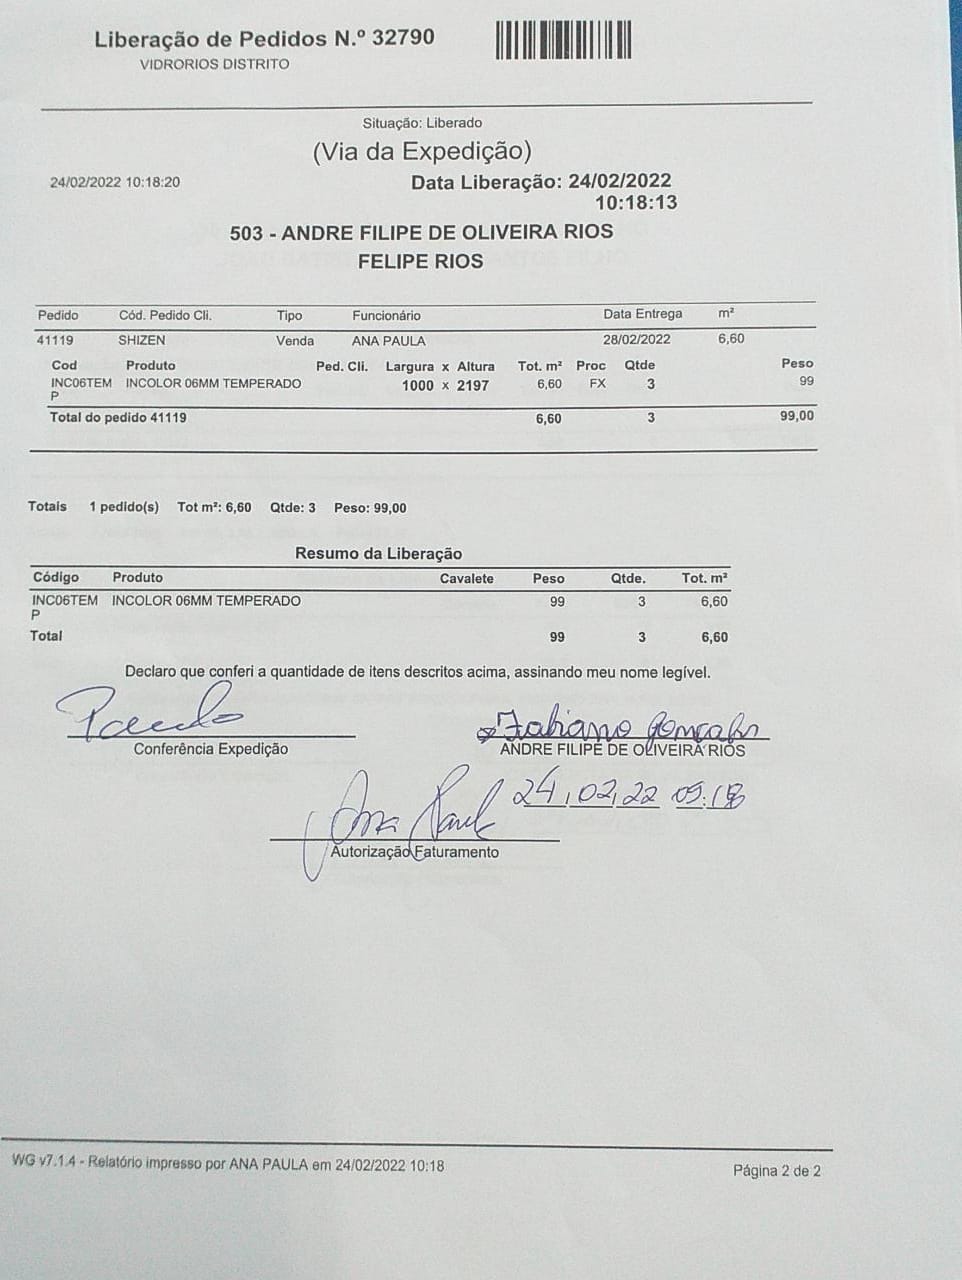 Liberação de Pedidos N.º 32790
VIDRORIOS DISTRITO
Situação: Liberado
(Via da Expedição)
24/02/2022 10:18:20 Data Liberação: 24/02/2022
10:18:13
503 - ANDRE FILIPE DE OLIVEIRA RIOS
FELIPE RIOS
Pedido Cód. Pedido Cli. Tipo Funcionário Data Entrega m²
41119 SHIZEN Venda ANA PAULA 28/02/2022 6,60
Cod Produto Ped. Cli. Largura x Altura Tot. m² Proc Qtde Peso
INC06TEM INCOLOR 06MM TEMPERADO 1000 x 2197 6,60 FX 3 99
P
Total do pedido 41119 6,60 3 99,00
Totais 1 pedido(s) Tot m²: 6,60 Qtde: 3 Peso: 99,00
Resumo da Liberação
Código Produto Cavalete Peso Qtde. Tot. m²
INC06TEM INCOLOR 06MM TEMPERADO 99 3 6,60
P
Total 99 3 6,60
Declaro que conferi a quantidade de itens descritos acima, assinando meu nome legível.
Paulo Fabiano Gonçalves
Conferência Expedição ANDRE FILIPE DE OLIVEIRA RIOS
24,02,22
Ana Paula
Autorização Faturamento
WG v7.1.4 - Relatório impresso por ANA PAULA em 24/02/2022 10:18
Página 2 de 2